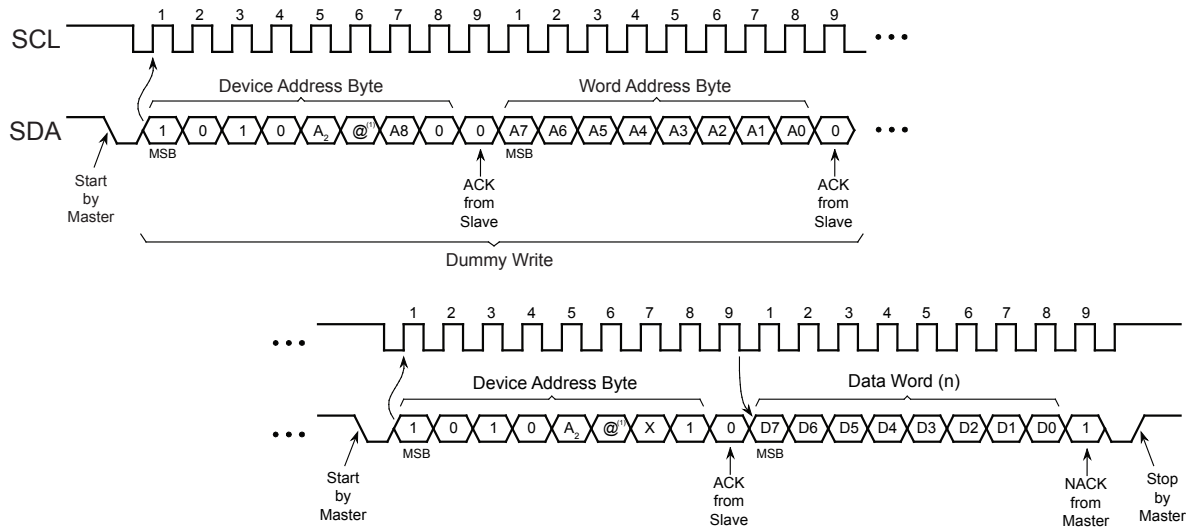 1 2 3 4 5 6 7 8 9 1 2 3 4 5 6 7 8 9
SCL
Device Address Byte Word Address Byte
SDA 1 0 1 0 A2 @(1) A8 0 0 A7 A6 A5 A4 A3 A2 A1 A0 0
MSB MSB
Start
by
Master
ACK
from
Slave
ACK
from
Slave
Dummy Write
1 2 3 4 5 6 7 8 9 1 2 3 4 5 6 7 8 9
Device Address Byte Data Word (n)
1 0 1 0 A2 @(1) X 1 0 D7 D6 D5 D4 D3 D2 D1 D0 1
MSB MSB
Start
by
Master
ACK
from
Slave
NACK
from
Master
Stop
by
Master